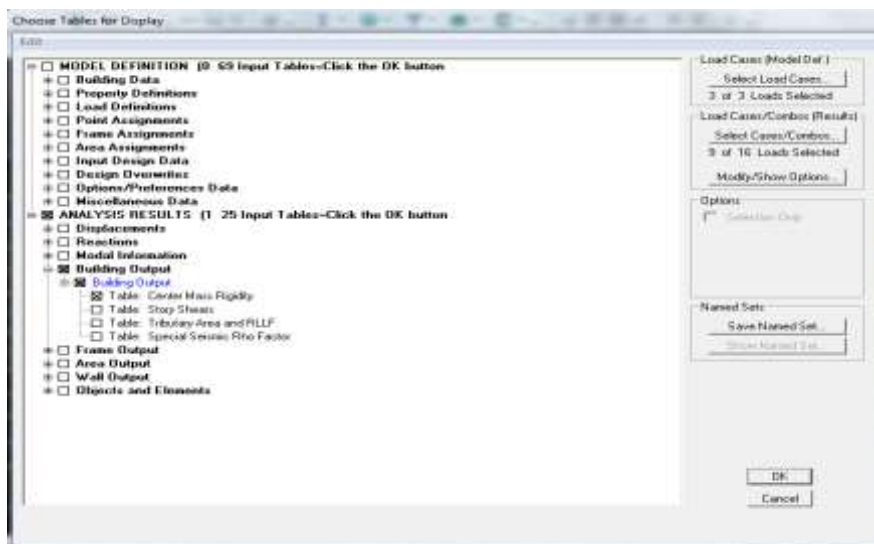 Choose Tables for Display
Edit
MODEL DEFINITION (0 69 Input Tables-Click the OK button
Building Data
Property Definitions
Load Definitions
Point Assignments
Frame Assignments
Area Assignments
Input Design Data
Design Overwrites
Options/Preferences Data
Miscellaneous Data
ANALYSIS RESULTS (1 25 Input Tables-Click the OK button
Displacements
Reactions
Modal Information
Building Output
Building Output
Table: Center Mass Rigidity
Table: Story Shears
Table: Tributary Area and RLLF
Table: Special Seismic Rho Factor
Frame Output
Area Output
Wall Output
Objects and Elements
Load Cases (Model Def.)
Select Load Cases...
3 of 3 Loads Selected
Load Cases/Combos (Results)
Select Cases/Combos...
9 of 16 Loads Selected
Modify/Show Options...
Options
Selection Only
Named Sets
Save Named Set...
Show Named Set...
OK
Cancel